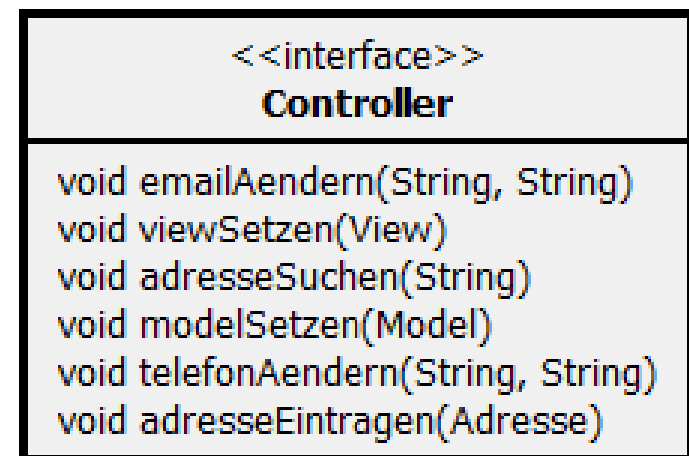 <<interface>>
Controller
void emailAendern(String, String)
void viewSetzen(View)
void adresseSuchen(String)
void modelSetzen(Model)
void telefonAendern(String, String)
void adresseEintragen(Adresse)